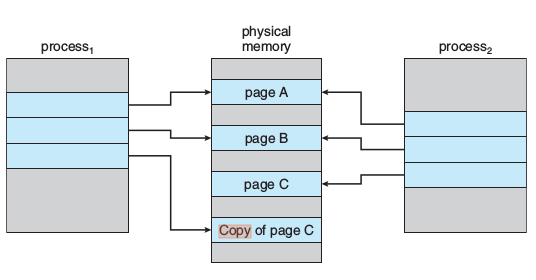 process₁
physical
memory
process₂
page A
page B
page C
Copy of page C